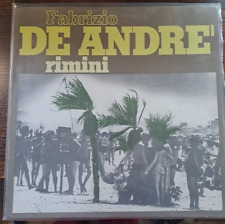 Fabrizio
DE ANDRE'
rimini